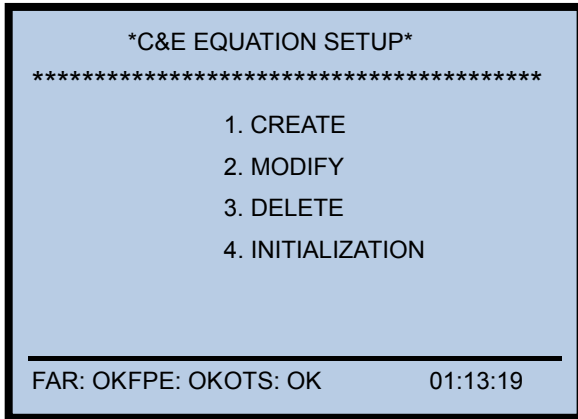 *C&E EQUATION SETUP*
*****************************************
1. CREATE
2. MODIFY
3. DELETE
4. INITIALIZATION
FAR: OKFPE: OKOTS: OK 01:13:19